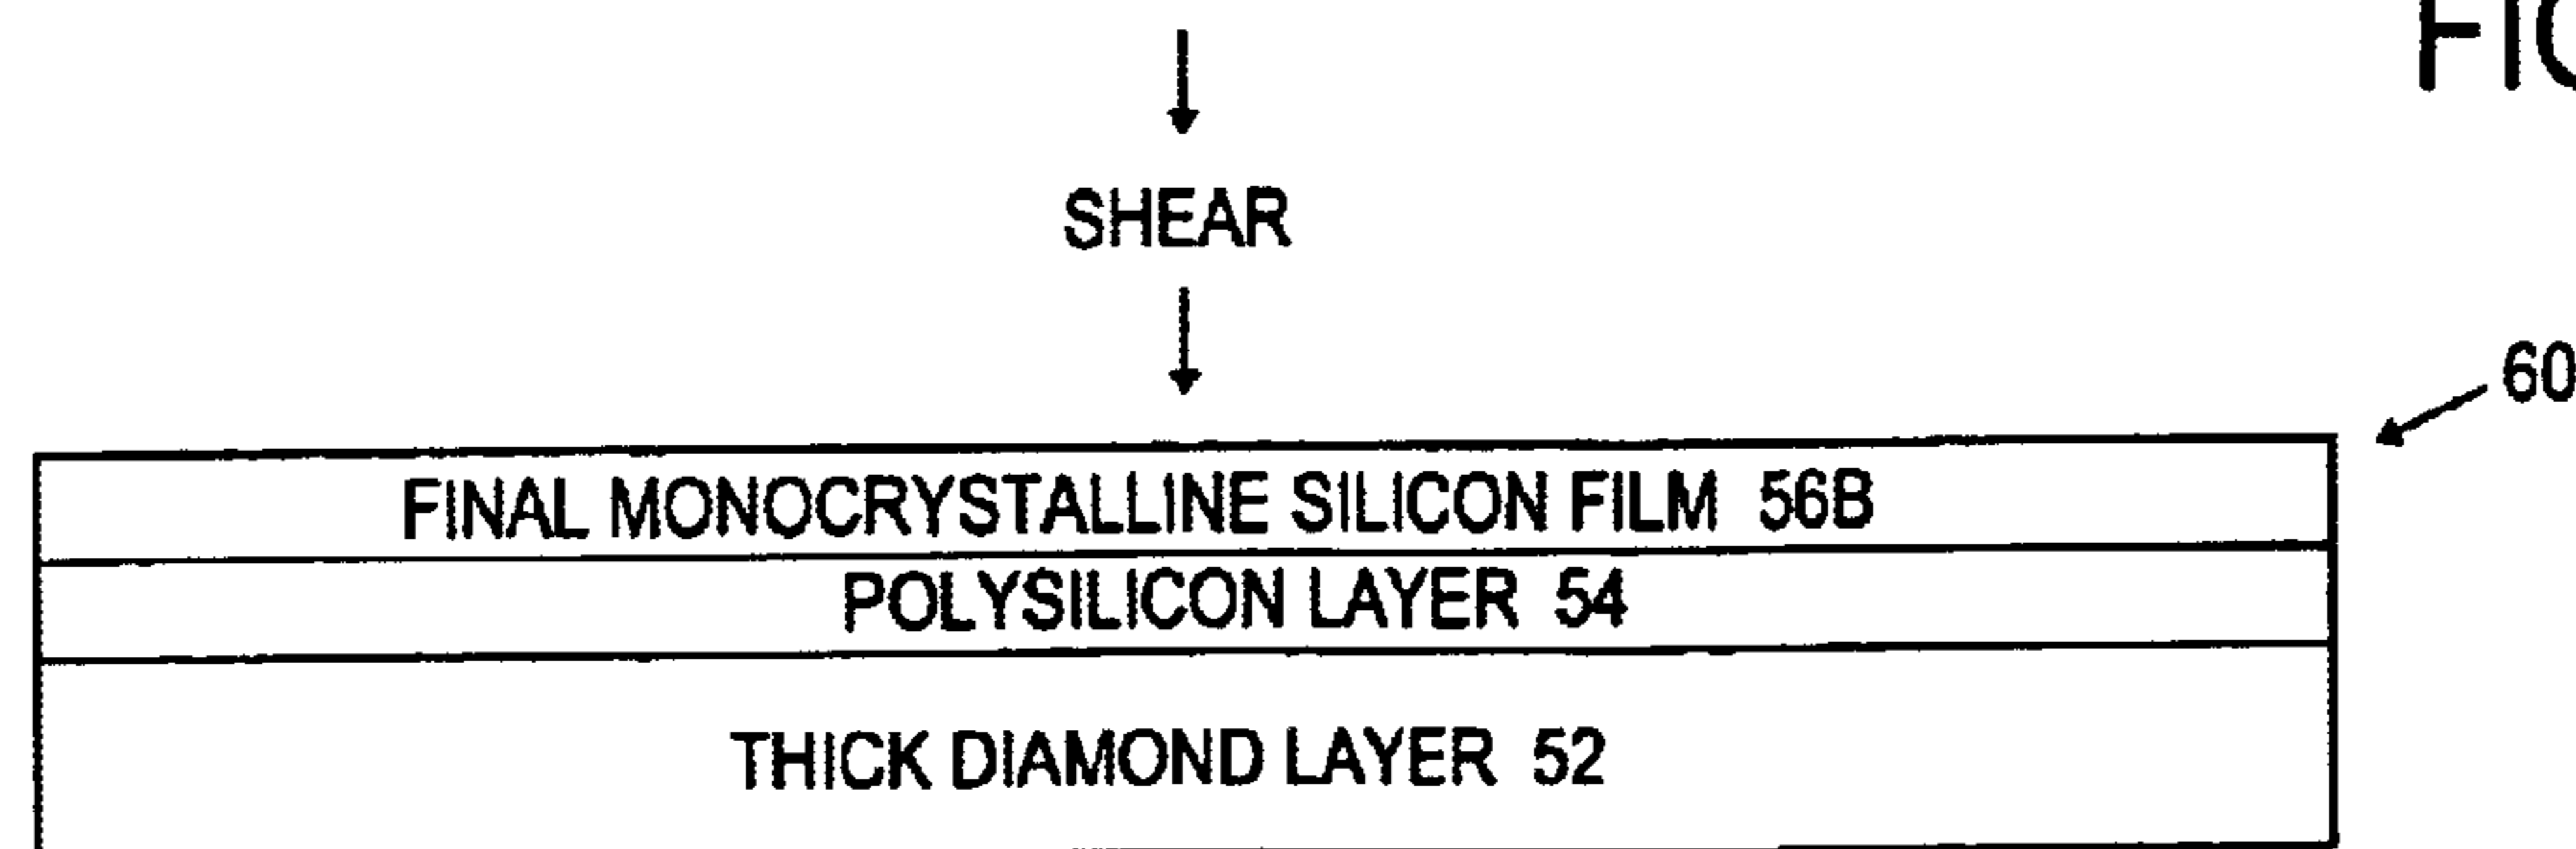 SHEAR
60
FINAL MONOCRYSTALLINE SILICON FILM 56B
POLYSILICON LAYER 54
THICK DIAMOND LAYER 52